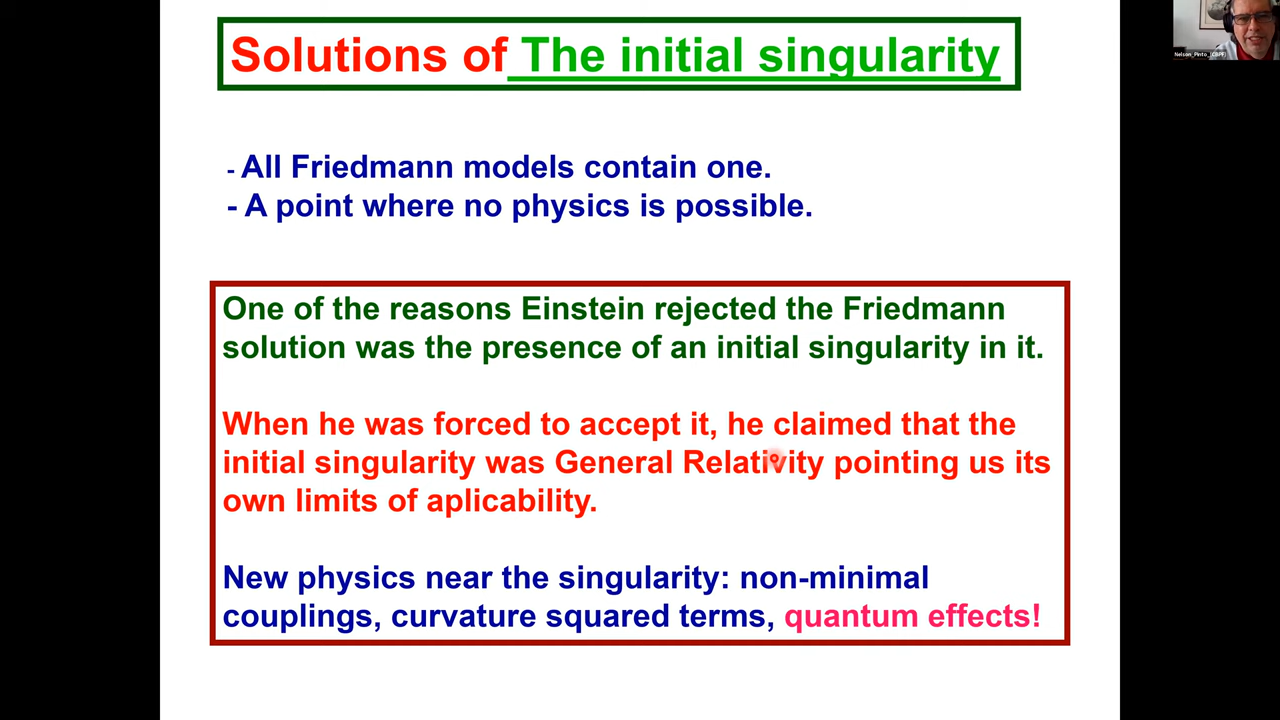 Solutions of The initial singularity
Nelson_Pinto_(CBPF)
- All Friedmann models contain one.
- A point where no physics is possible.
One of the reasons Einstein rejected the Friedmann
solution was the presence of an initial singularity in it.
When he was forced to accept it, he claimed that the
initial singularity was General Relativity pointing us its
own limits of aplicability.
New physics near the singularity: non-minimal
couplings, curvature squared terms, quantum effects!